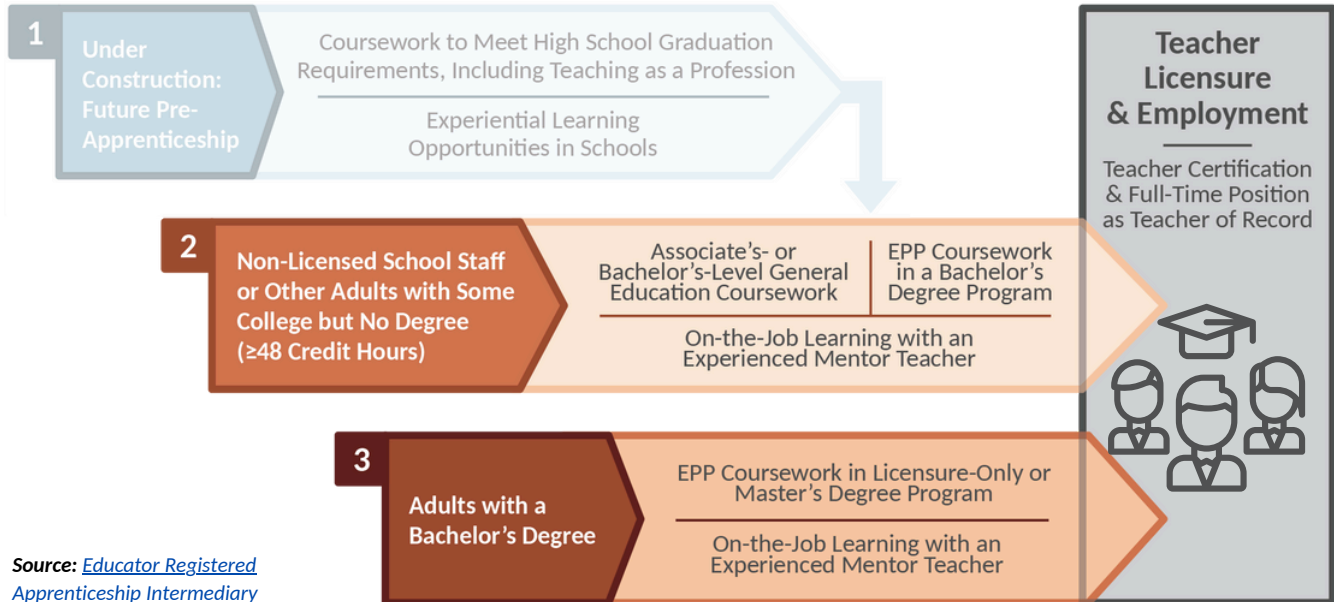 1
Under
Construction:
Future Pre-
Apprenticeship
Coursework to Meet High School Graduation
Requirements, Including Teaching as a Profession
Experiential Learning
Opportunities in Schools
2
Non-Licensed School Staff
or Other Adults with Some
College but No Degree
(≥48 Credit Hours)
Associate’s- or
Bachelor’s-Level General
Education Coursework
EPP Coursework
in a Bachelor’s
Degree Program
On-the-Job Learning with an
Experienced Mentor Teacher
3
Adults with a
Bachelor’s Degree
EPP Coursework in Licensure-Only or
Master’s Degree Program
On-the-Job Learning with an
Experienced Mentor Teacher
Teacher
Licensure
& Employment
Teacher Certification
& Full-Time Position
as Teacher of Record
Source: Educator Registered
Apprenticeship Intermediary